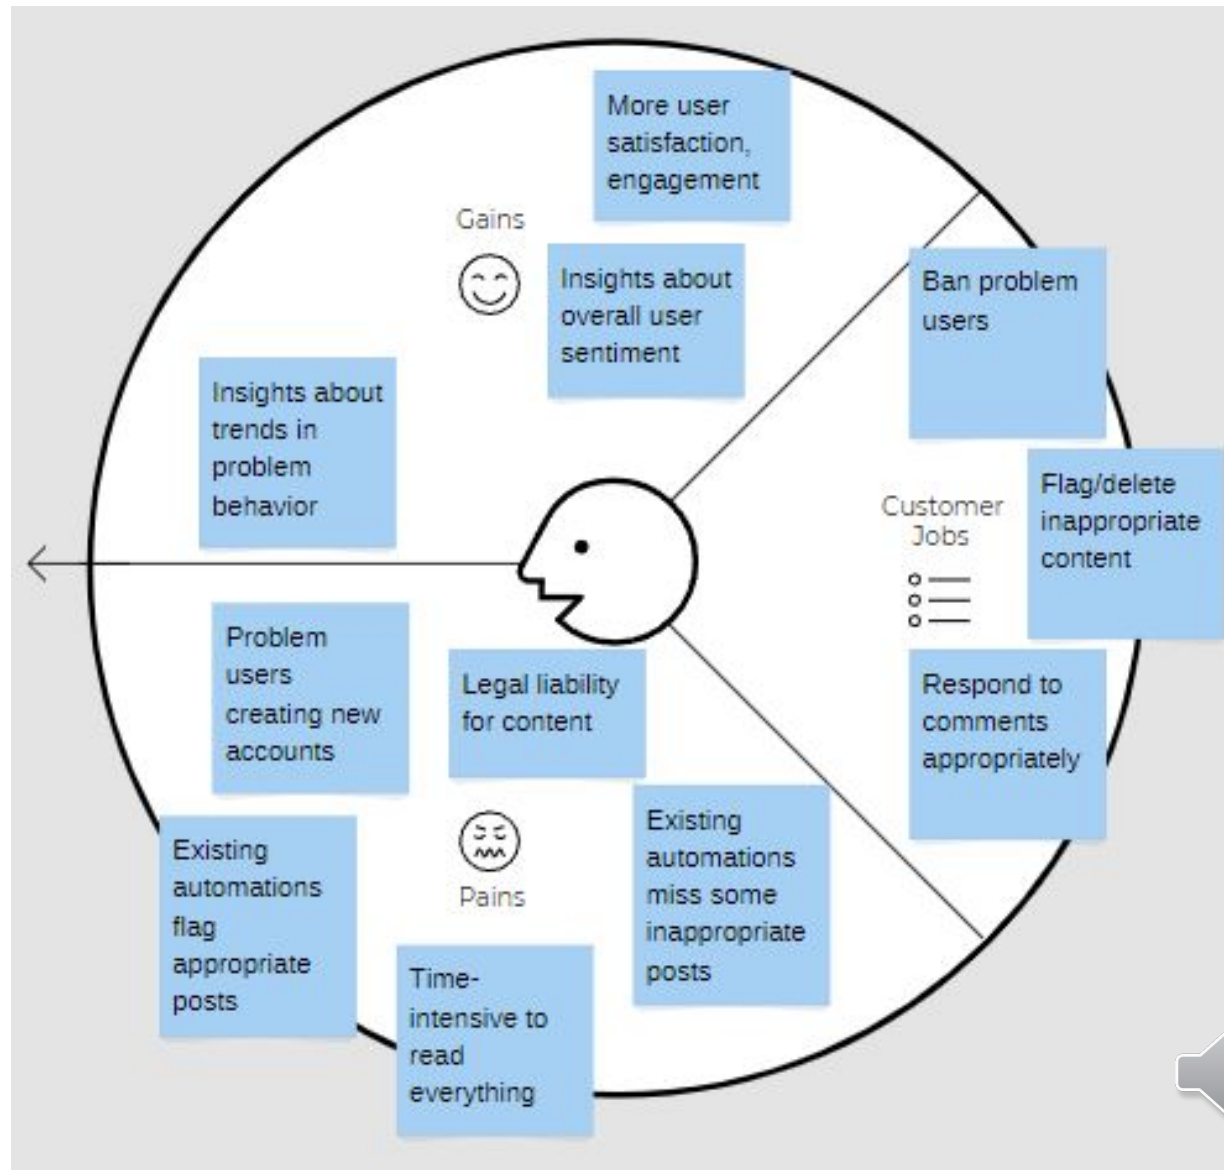 More user
satisfaction,
engagement
Gains
Insights about
overall user
sentiment
Insights about
trends in
problem
behavior
Ban problem
users
Customer
Jobs
Flag/delete
inappropriate
content
Respond to
comments
appropriately
Problem
users
creating new
accounts
Legal liability
for content
Pains
Existing
automations
flag
appropriate
posts
Time-
intensive to
read
everything
Existing
automations
miss some
inappropriate
posts